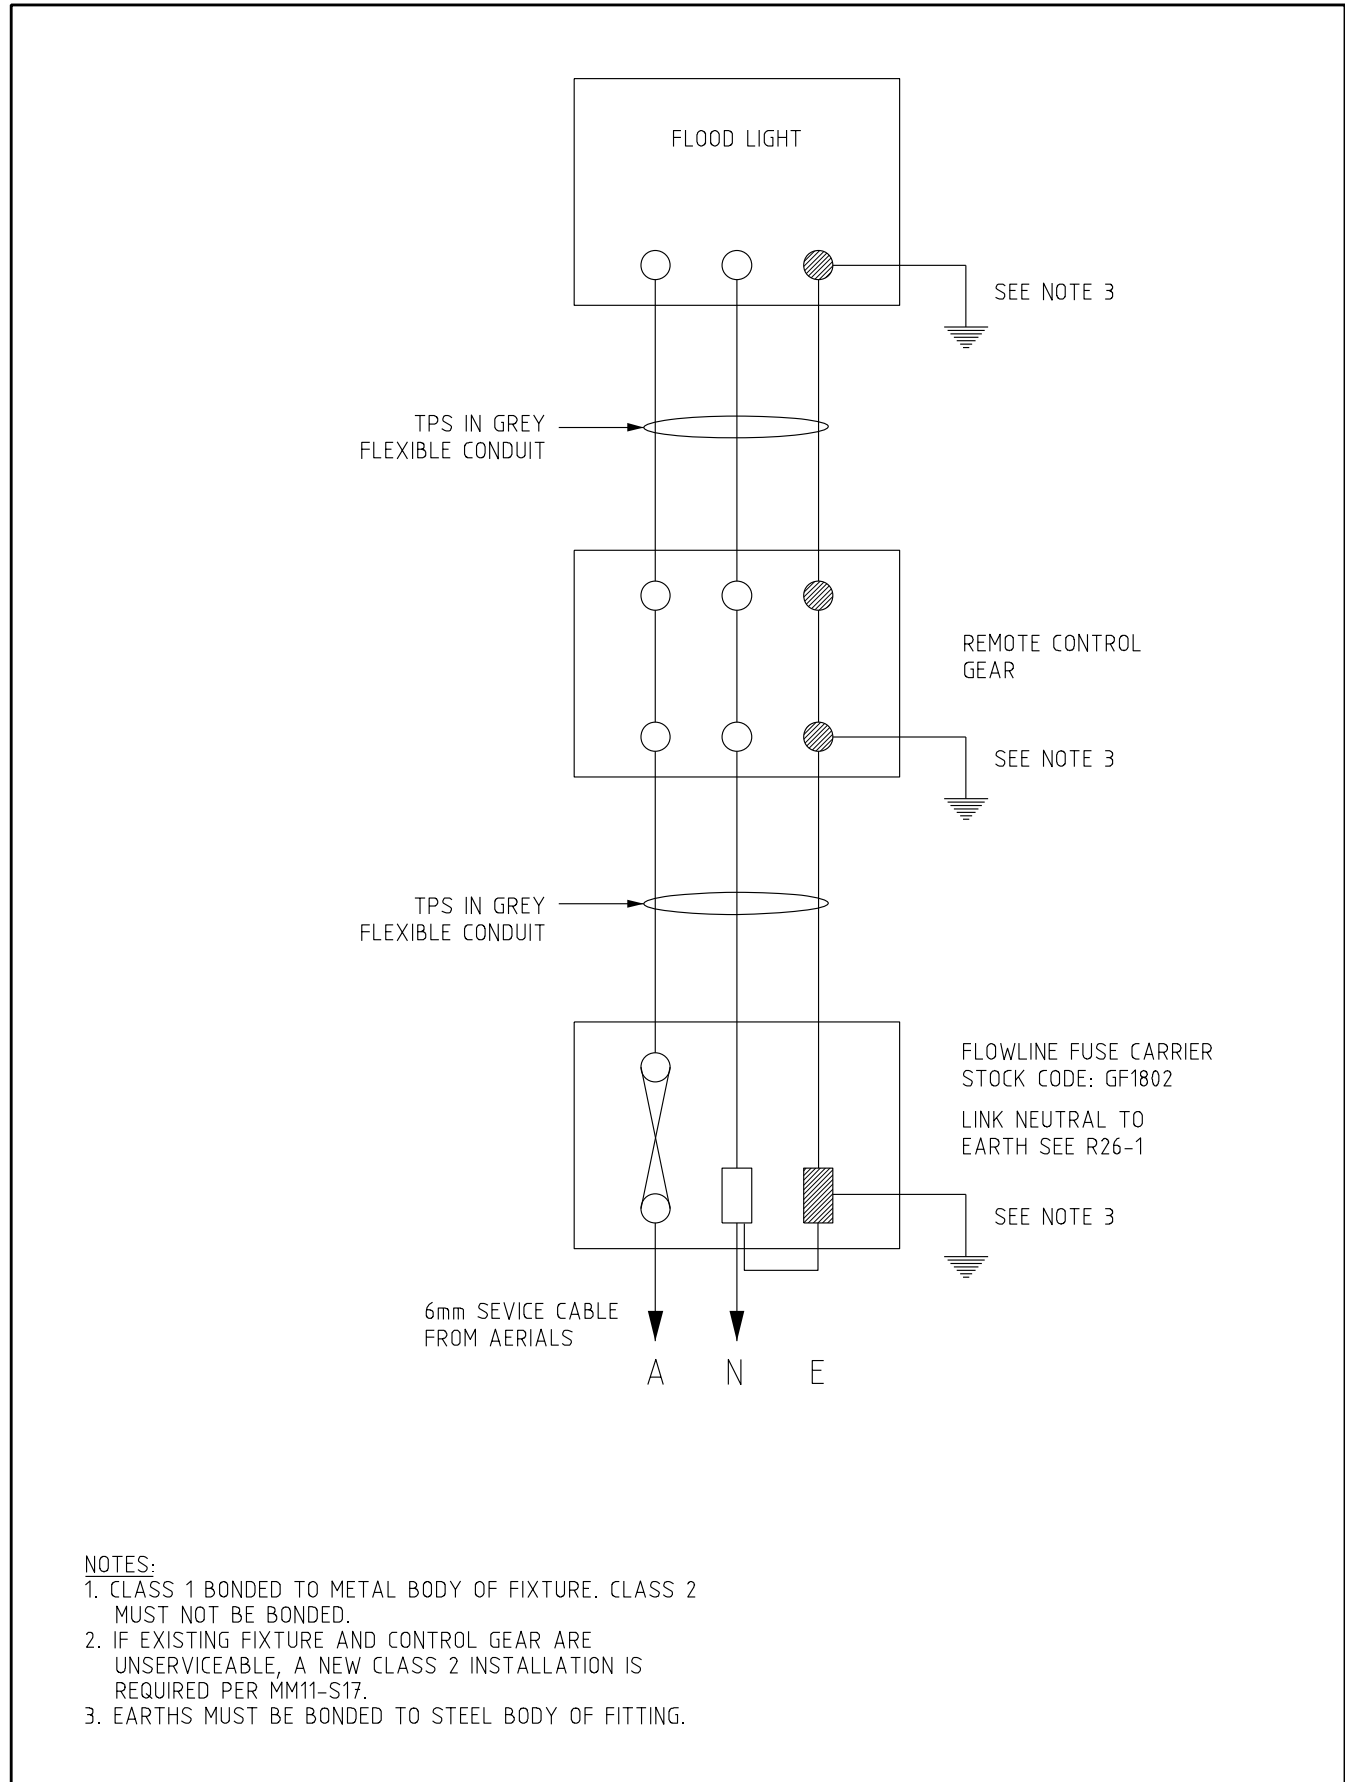 FLOOD LIGHT
SEE NOTE 3
TPS IN GREY
FLEXIBLE CONDUIT
REMOTE CONTROL
GEAR
SEE NOTE 3
TPS IN GREY
FLEXIBLE CONDUIT
FLOWLINE FUSE CARRIER
STOCK CODE: GF1802
LINK NEUTRAL TO
EARTH SEE R26-1
SEE NOTE 3
6mm SEVICE CABLE
FROM AERIALS
A N E
NOTES:
1. CLASS 1 BONDED TO METAL BODY OF FIXTURE. CLASS 2
MUST NOT BE BONDED.
2. IF EXISTING FIXTURE AND CONTROL GEAR ARE
UNSERVICEABLE, A NEW CLASS 2 INSTALLATION IS
REQUIRED PER MM11-S17.
3. EARTHS MUST BE BONDED TO STEEL BODY OF FITTING.